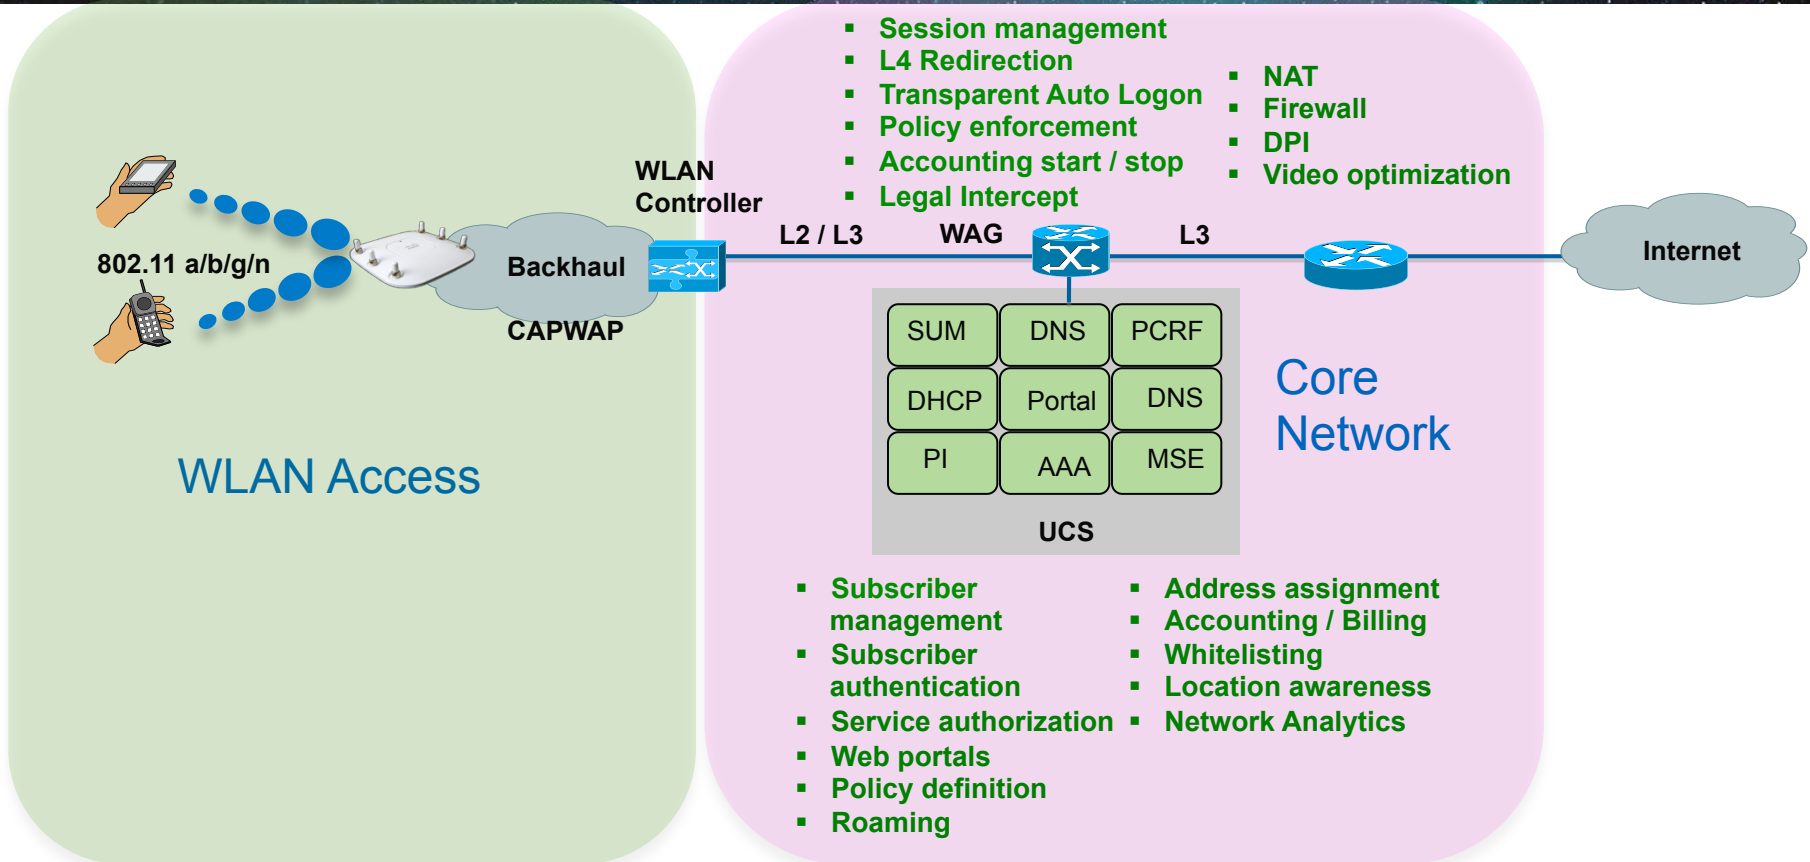 Session management
L4 Redirection
Transparent Auto Logon
Policy enforcement
Accounting start / stop
Legal Intercept
NAT
Firewall
DPI
Video optimization
WLAN
Controller
802.11 a/b/g/n
Backhaul
CAPWAP
L2 / L3
WAG
L3
Internet
SUM
DNS
PCRF
DHCP
Portal
DNS
PI
AAA
MSE
UCS
Core
Network
WLAN Access
Subscriber
management
Subscriber
authentication
Service authorization
Web portals
Policy definition
Roaming
Address assignment
Accounting / Billing
Whitelisting
Location awareness
Network Analytics